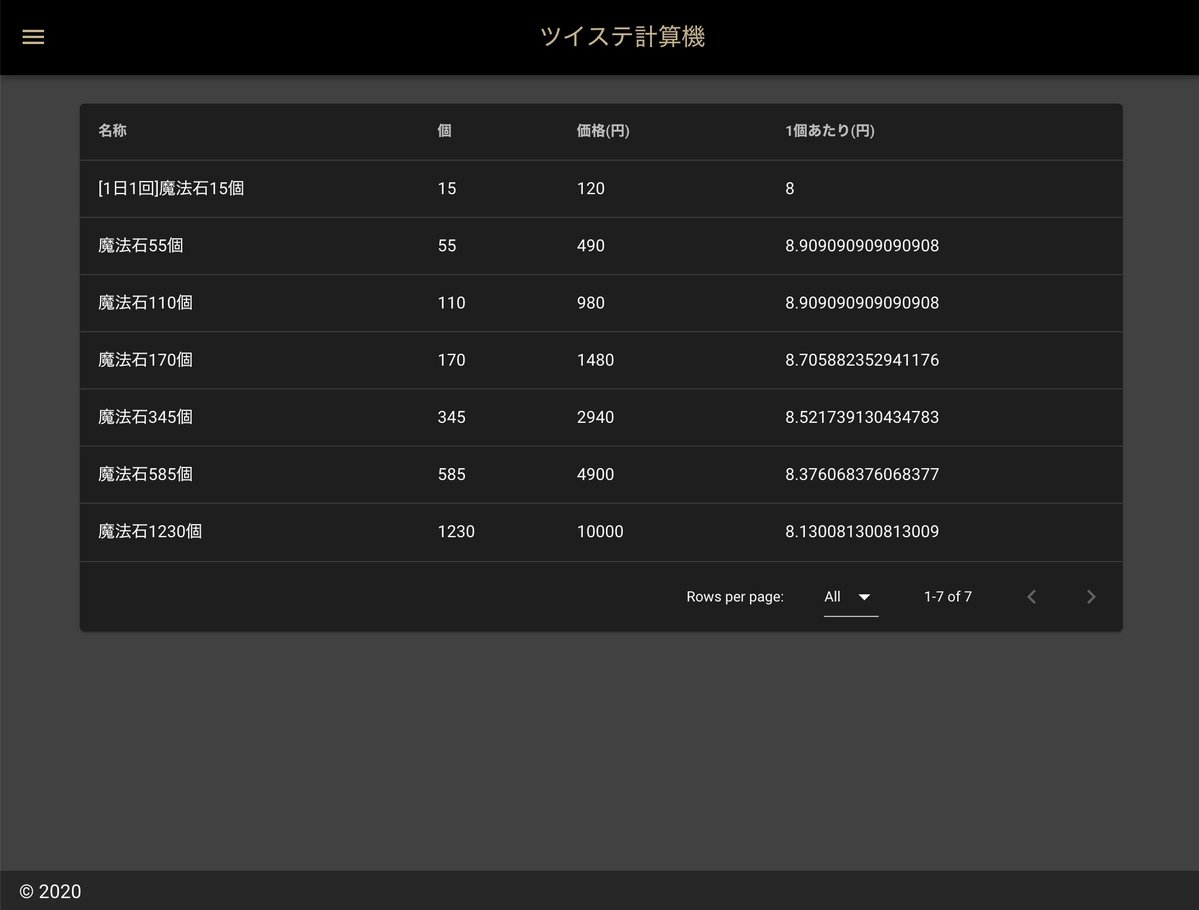 ツイステ計算機
名称 個 価格(円) 1個あたり(円)
[1日1回]魔法石15個 15 120 8
魔法石55個 55 490 8.909090909090908
魔法石110個 110 980 8.909090909090908
魔法石170個 170 1480 8.705882352941176
魔法石345個 345 2940 8.521739130434783
魔法石585個 585 4900 8.376068376068377
魔法石1230個 1230 10000 8.130081300813009
Rows per page: All 1-7 of 7
© 2020